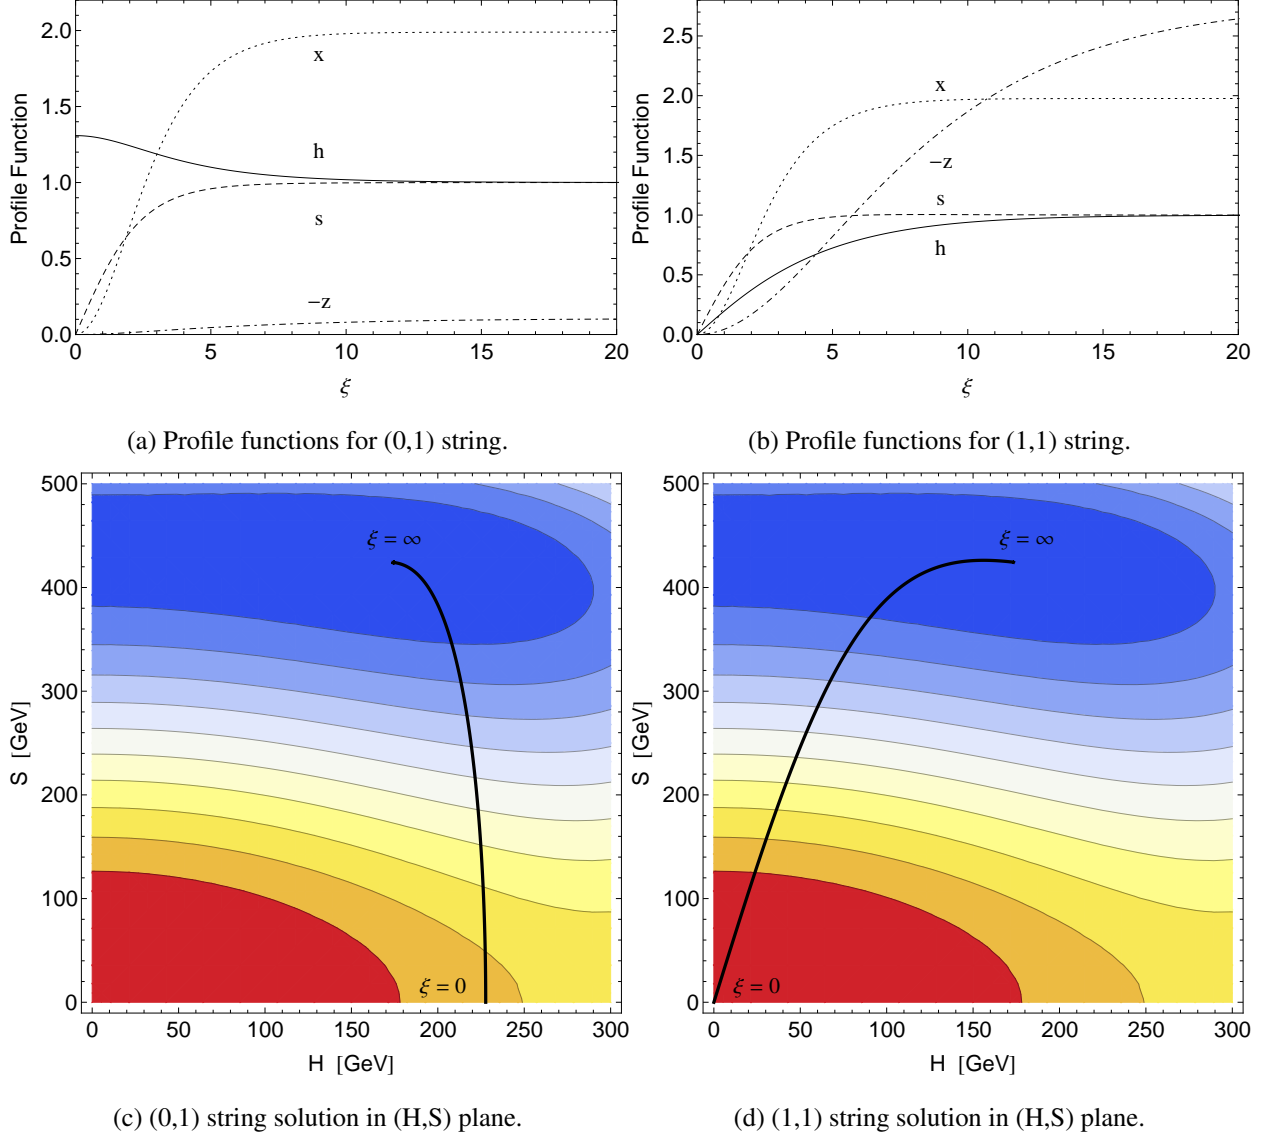 2.0
1.5
1.0
0.5
0.0
Profile Function
x
h
s
−z
0 5 10 15 20
ξ
(a) Profile functions for (0,1) string.
2.5
2.0
1.5
1.0
0.5
0.0
Profile Function
x
−z
s
h
0 5 10 15 20
ξ
(b) Profile functions for (1,1) string.
500
400
300
200
100
0
S [GeV]
ξ = ∞
ξ = 0
0 50 100 150 200 250 300
H [GeV]
(c) (0,1) string solution in (H,S) plane.
500
400
300
200
100
0
S [GeV]
ξ = ∞
ξ = 0
0 50 100 150 200 250 300
H [GeV]
(d) (1,1) string solution in (H,S) plane.